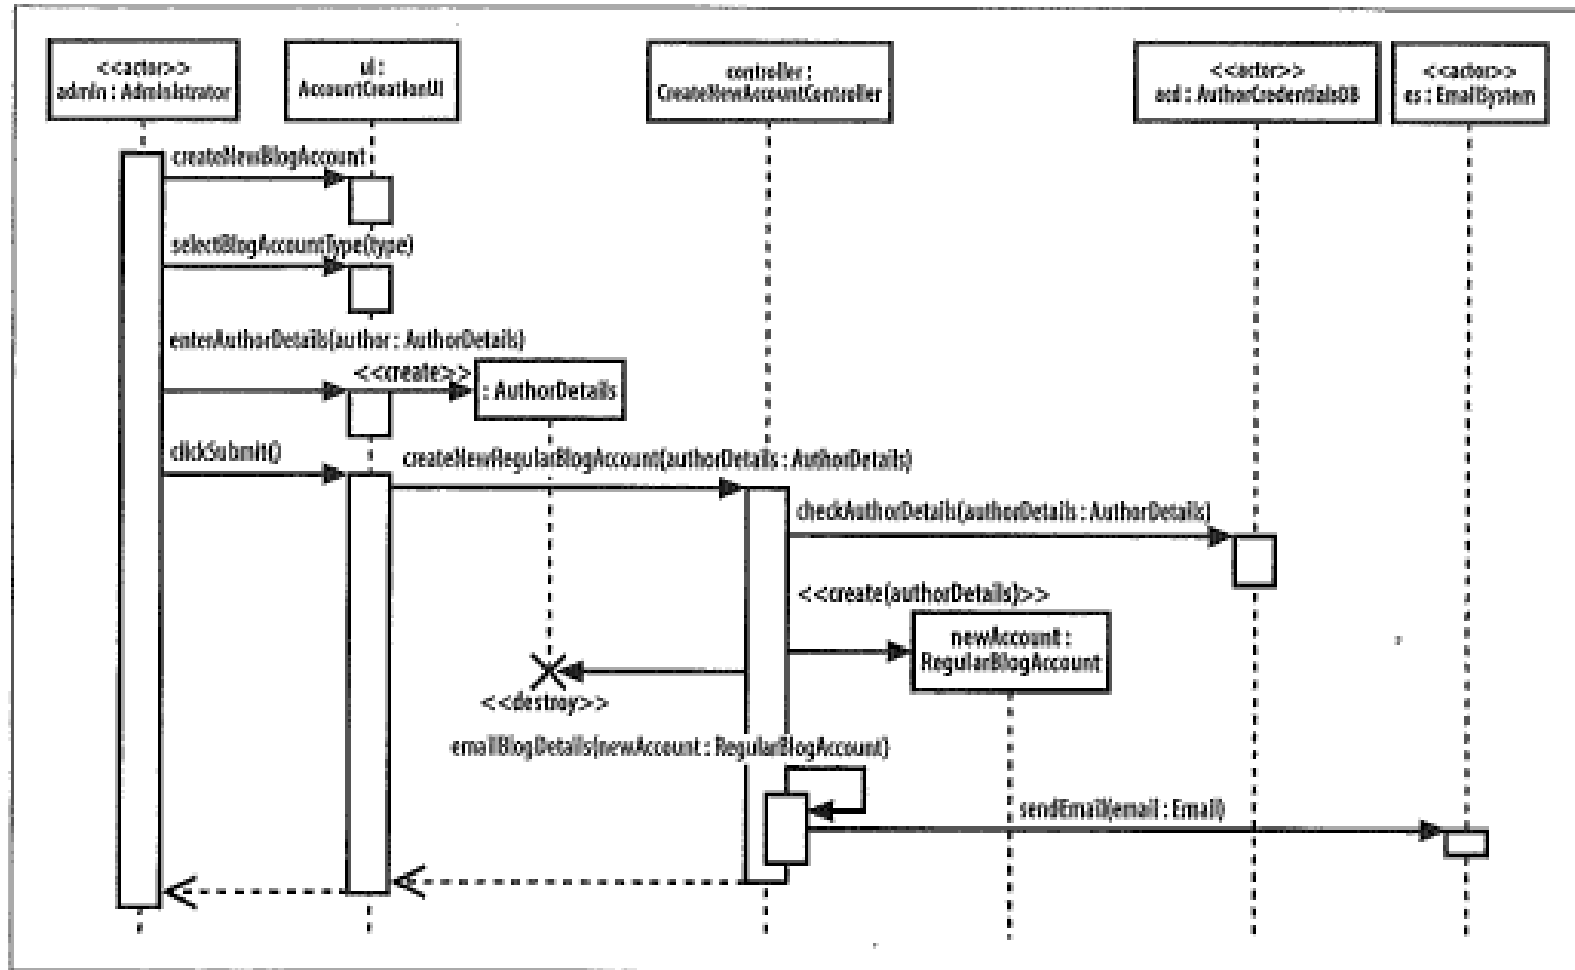 <<actor>>
admin : Administrator
ui :
AccountCreationUI
controller :
CreateNewAccountController
<<actor>>
acd : AuthorCredentialsDB
<<actor>>
es : EmailSystem
createNewBlogAccount
selectBlogAccountType(type)
enterAuthorDetails(author : AuthorDetails)
<<create>>
: AuthorDetails
clickSubmit()
createNewRegularBlogAccount(authorDetails : AuthorDetails)
checkAuthorDetails(authorDetails : AuthorDetails)
<<create(authorDetails)>>
newAccount :
RegularBlogAccount
<<destroy>>
emailBlogDetails(newAccount : RegularBlogAccount)
sendEmail(email : Email)